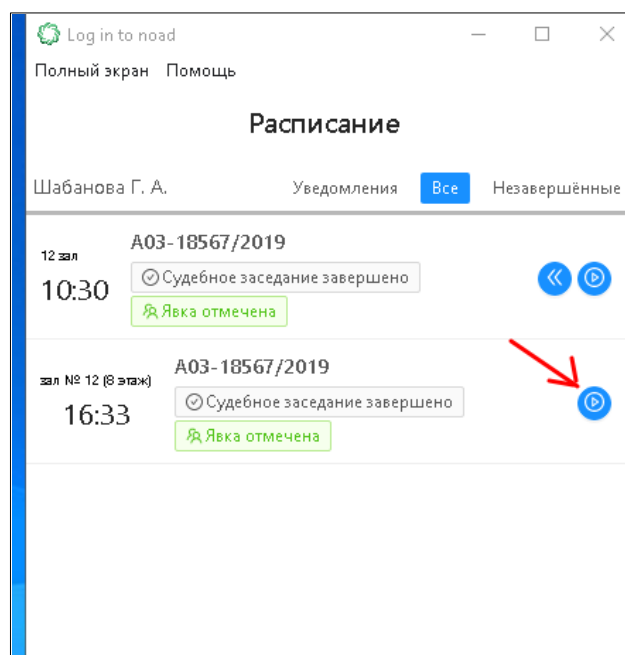 Log in to noad
Полный экран Помощь
Расписание
Шабанова Г. А. Уведомления Все Незавершённые
12 зал
10:30
А03-18567/2019
Судебное заседание завершено
Явка отмечена
зал № 12 (8 этаж)
16:33
А03-18567/2019
Судебное заседание завершено
Явка отмечена